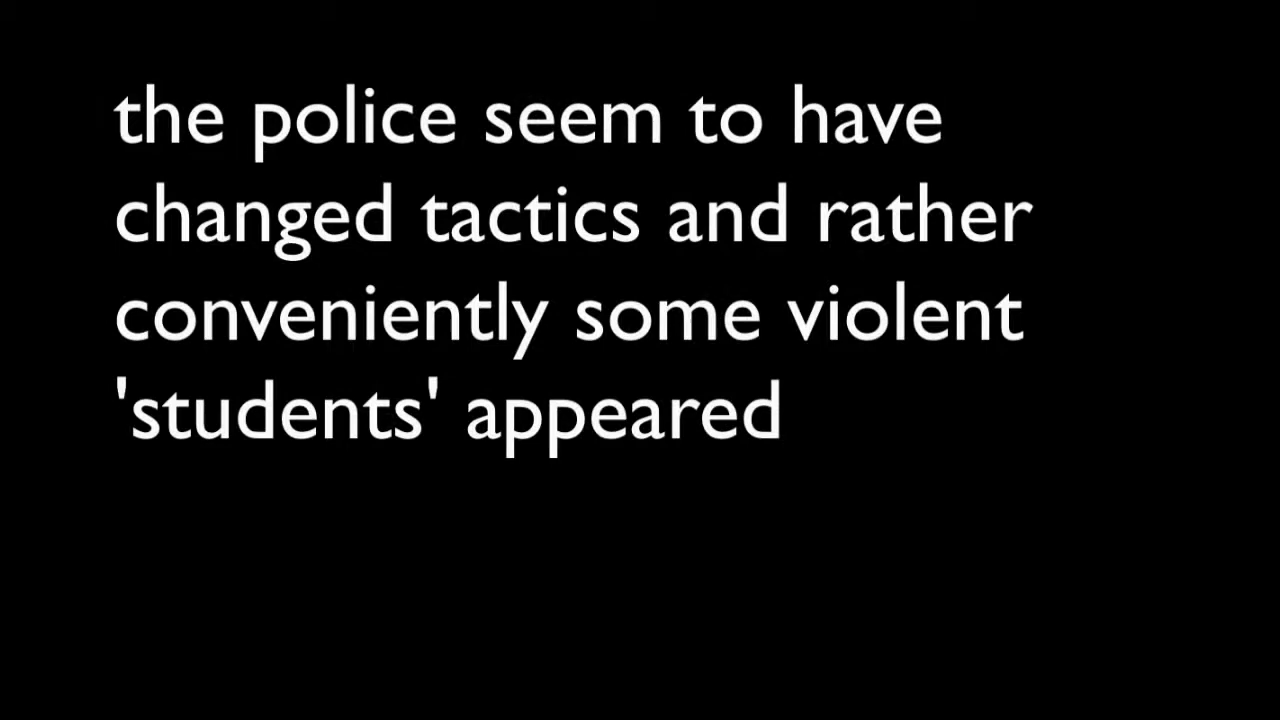 the police seem to have
changed tactics and rather
conveniently some violent
'students' appeared